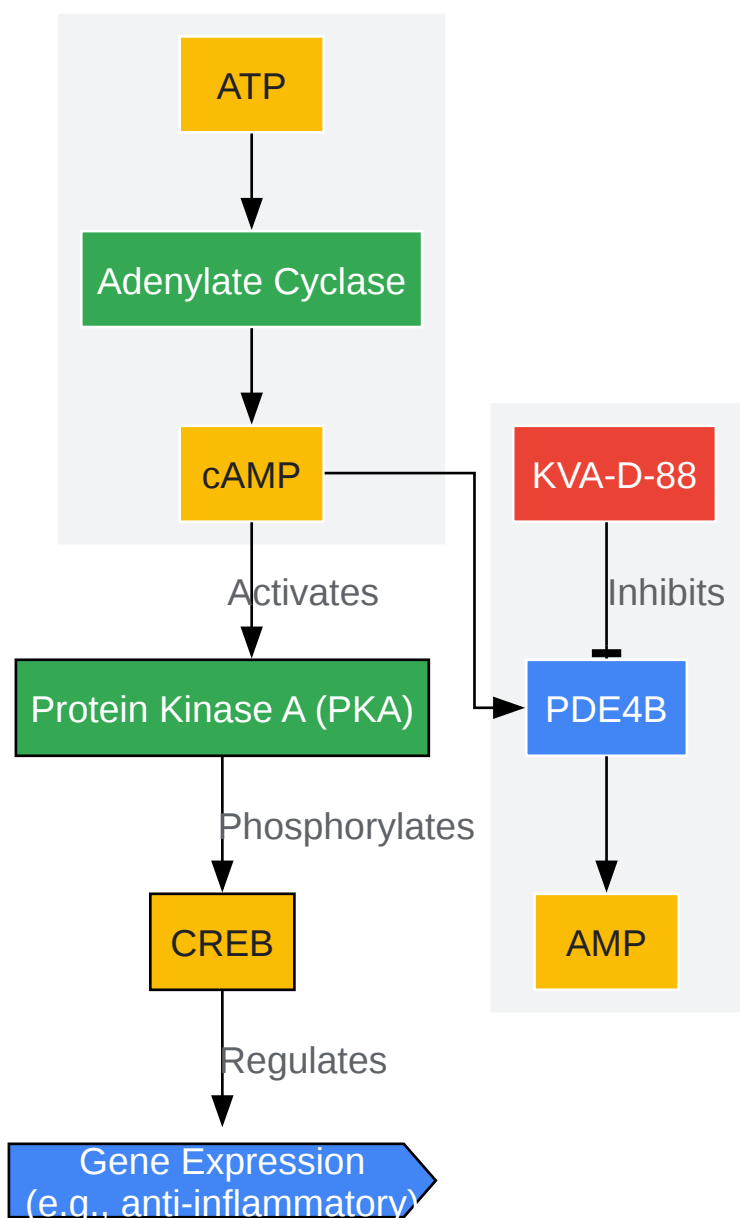 ATP
Adenylate Cyclase
cAMP
KVA-D-88
Activates
Inhibits
Protein Kinase A (PKA)
PDE4B
Phosphorylates
CREB
AMP
Regulates
Gene Expression
(e.g., anti-inflammatory)